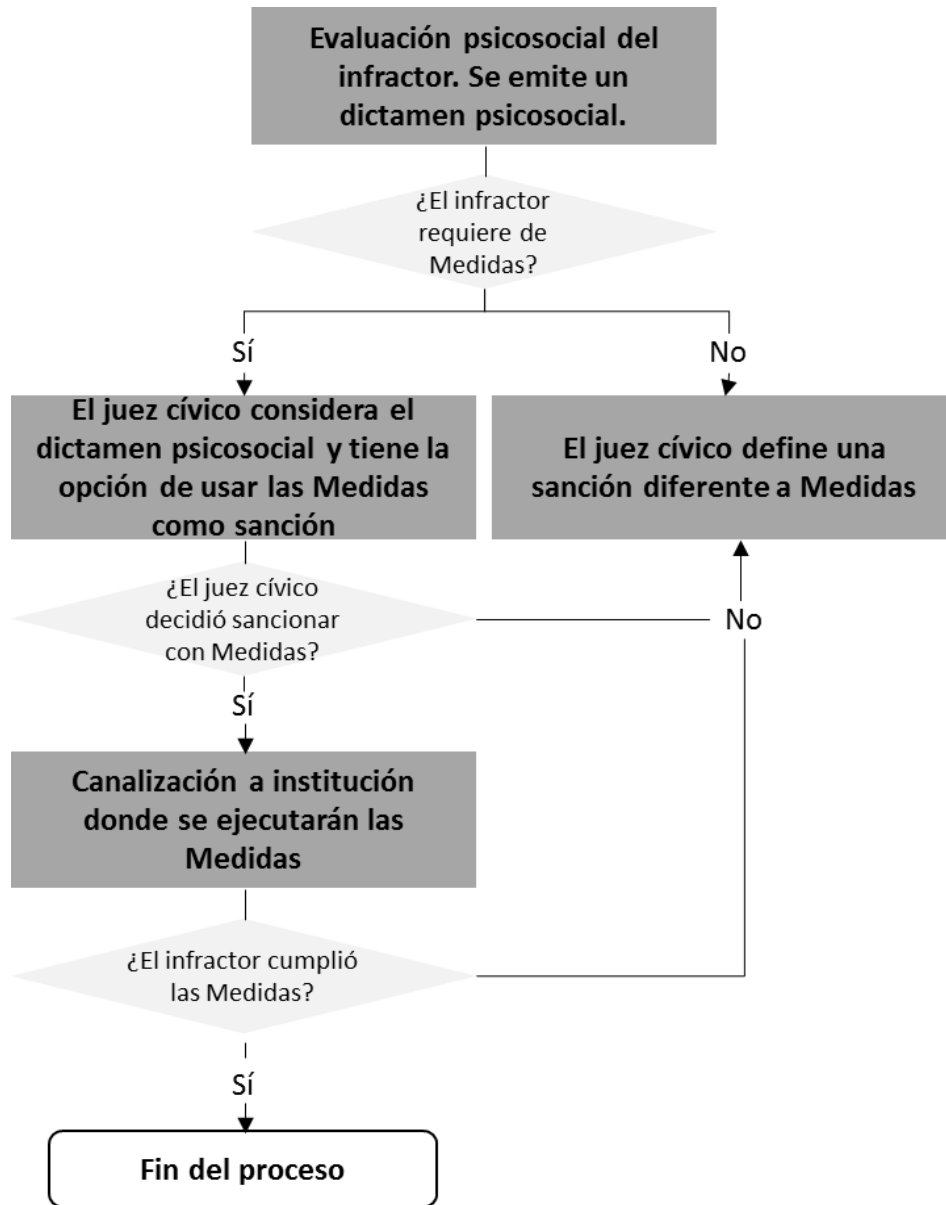 Evaluación psicosocial del
infractor. Se emite un
dictamen psicosocial.
¿El infractor
requiere de
Medidas?
Sí
No
El juez cívico considera el
dictamen psicosocial y tiene la
opción de usar las Medidas
como sanción
El juez cívico define una
sanción diferente a Medidas
¿El juez cívico
decidió sancionar
con Medidas?
No
Sí
Canalización a institución
donde se ejecutarán las
Medidas
¿El infractor cumplió
las Medidas?
Sí
Fin del proceso